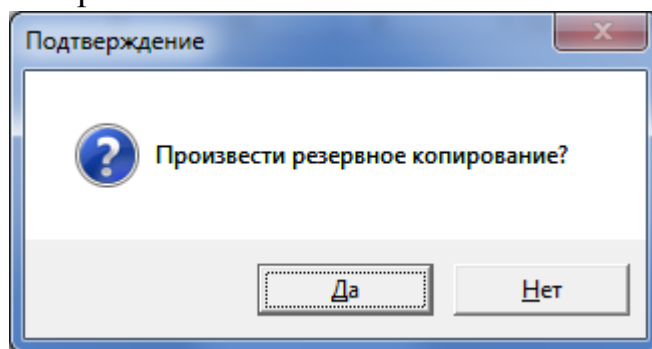 Подтверждение
Произвести резервное копирование?
Да
Нет